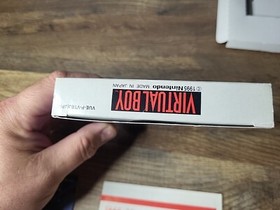 VIRTUAL BOY
© 1995 Nintendo MADE IN JAPAN